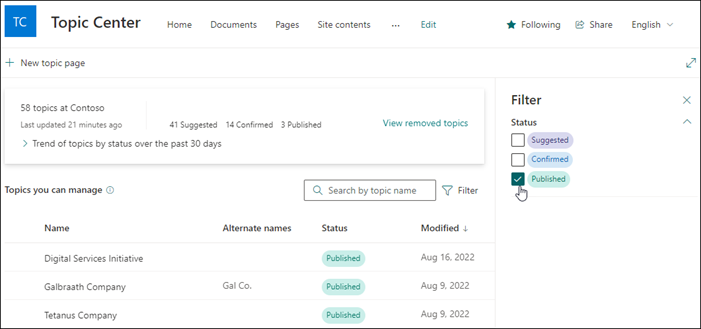 TC Topic Center Home Documents Pages Site contents ... Edit Following Share English
+ New topic page
58 topics at Contoso
Last updated 21 minutes ago 41 Suggested 14 Confirmed 3 Published View removed topics
Trend of topics by status over the past 30 days
Topics you can manage Search by topic name Filter
Name Alternate names Status Modified ↓
Digital Services Initiative Published Aug 16, 2022
Galbraath Company Gal Co. Published Aug 9, 2022
Tetanus Company Published Aug 9, 2022
Filter
Status
Suggested
Confirmed
Published